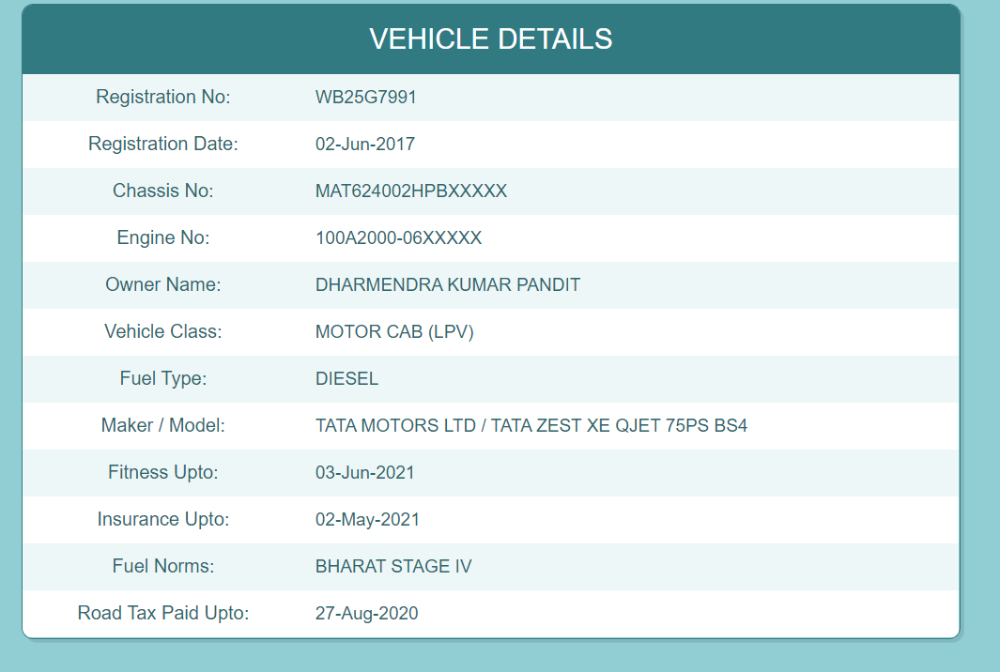 VEHICLE DETAILS
Registration No: WB25G7991
Registration Date: 02-Jun-2017
Chassis No: MAT624002HPBXXXXX
Engine No: 100A2000-06XXXXX
Owner Name: DHARMENDRA KUMAR PANDIT
Vehicle Class: MOTOR CAB (LPV)
Fuel Type: DIESEL
Maker / Model: TATA MOTORS LTD / TATA ZEST XE QJET 75PS BS4
Fitness Upto: 03-Jun-2021
Insurance Upto: 02-May-2021
Fuel Norms: BHARAT STAGE IV
Road Tax Paid Upto: 27-Aug-2020